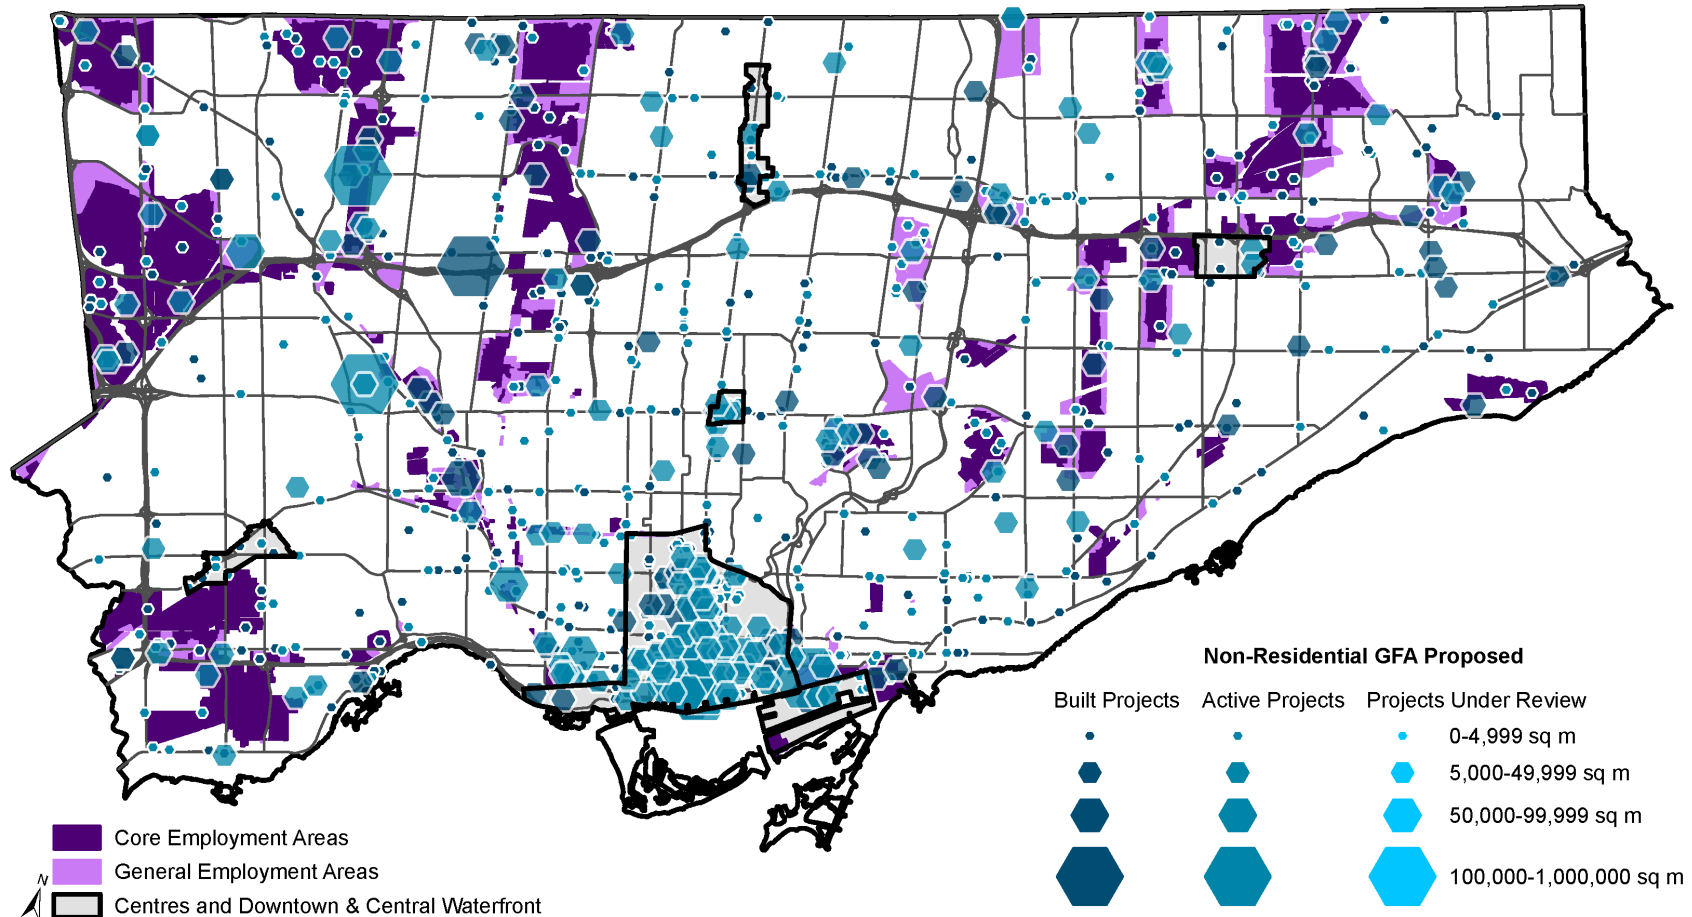 Non-Residential GFA Proposed
Built Projects Active Projects Projects Under Review
0-4,999 sq m
5,000-49,999 sq m
50,000-99,999 sq m
100,000-1,000,000 sq m
Core Employment Areas
General Employment Areas
N
Centres and Downtown & Central Waterfront